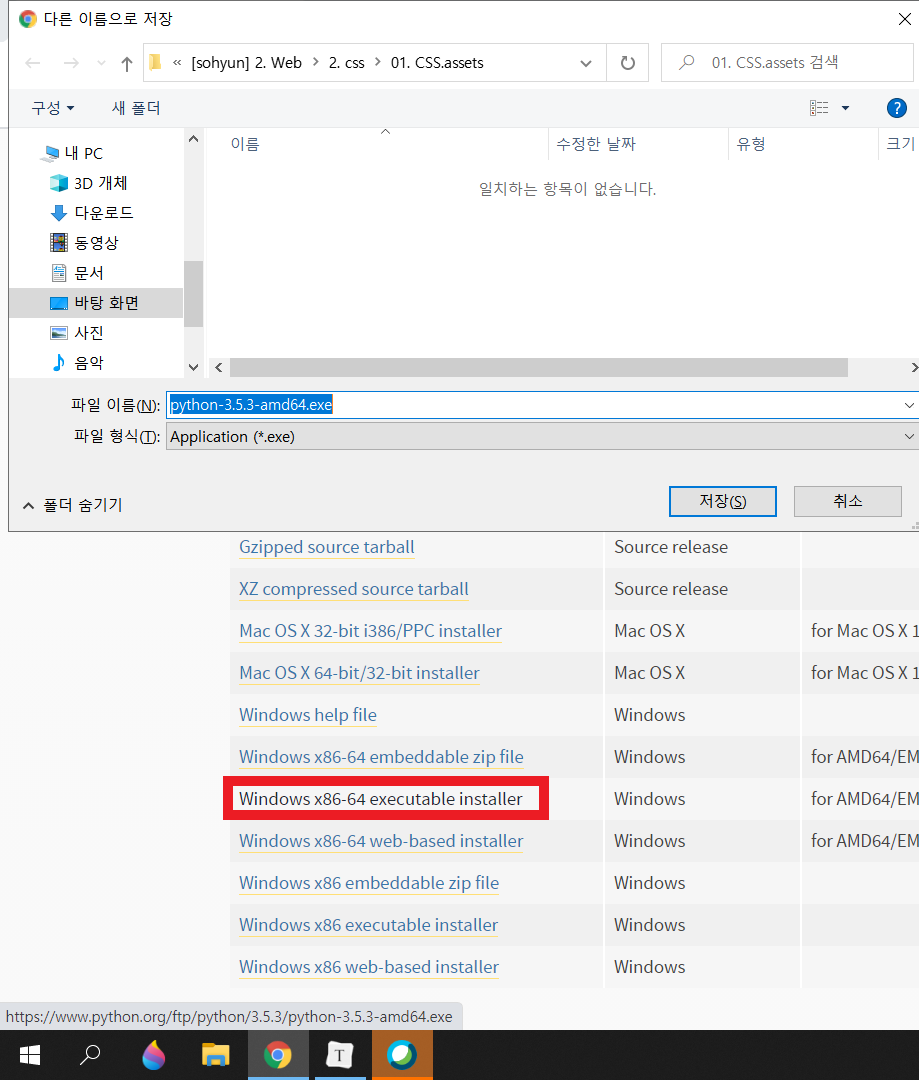 다른 이름으로 저장
« [sohyun] 2. Web › 2. css › 01. CSS.assets
01. CSS.assets 검색
구성
새 폴더
?
내 PC
3D 개체
다운로드
동영상
문서
바탕 화면
사진
음악
이름
수정한 날짜
유형
크기
일치하는 항목이 없습니다.
파일 이름(N): python-3.5.3-amd64.exe
파일 형식(T): Application (*.exe)
폴더 숨기기
저장(S)
취소
Gzipped source tarball Source release
XZ compressed source tarball Source release
Mac OS X 32-bit i386/PPC installer Mac OS X for Mac OS X 1
Mac OS X 64-bit/32-bit installer Mac OS X for Mac OS X 1
Windows help file Windows
Windows x86-64 embeddable zip file Windows for AMD64/EM
Windows x86-64 executable installer Windows for AMD64/EM
Windows x86-64 web-based installer Windows for AMD64/EM
Windows x86 embeddable zip file Windows
Windows x86 executable installer Windows
Windows x86 web-based installer Windows
https://www.python.org/ftp/python/3.5.3/python-3.5.3-amd64.exe
T